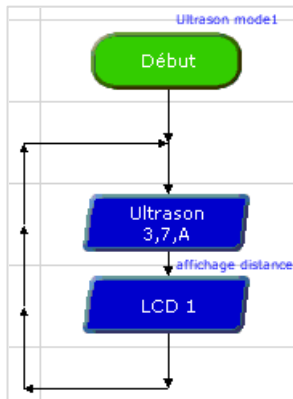 Ultrason mode1
Début
Ultrason
3,7,A
affichage distance
LCD 1